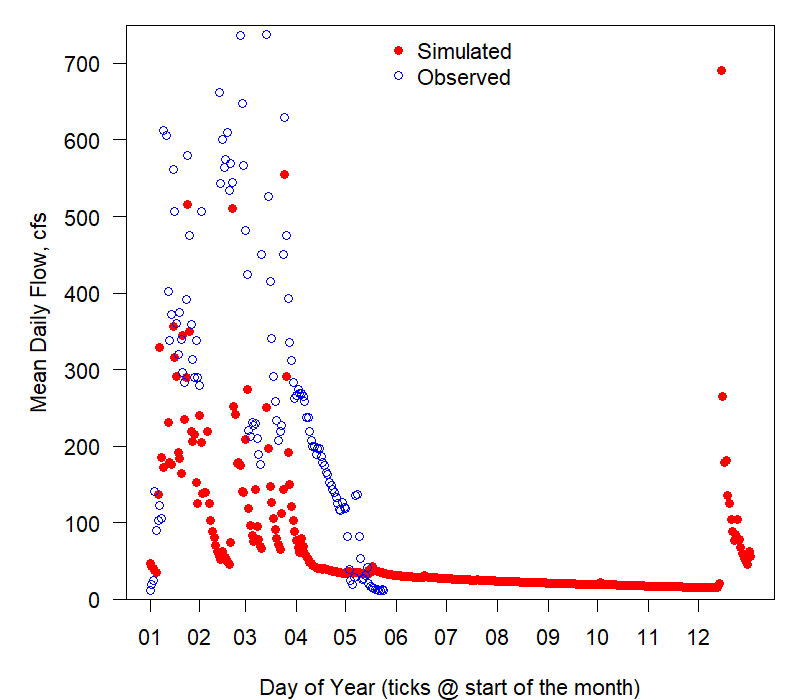 Simulated
Observed
Mean Daily Flow, cfs
700
600
500
400
300
200
100
0
01 02 03 04 05 06 07 08 09 10 11 12
Day of Year (ticks @ start of the month)